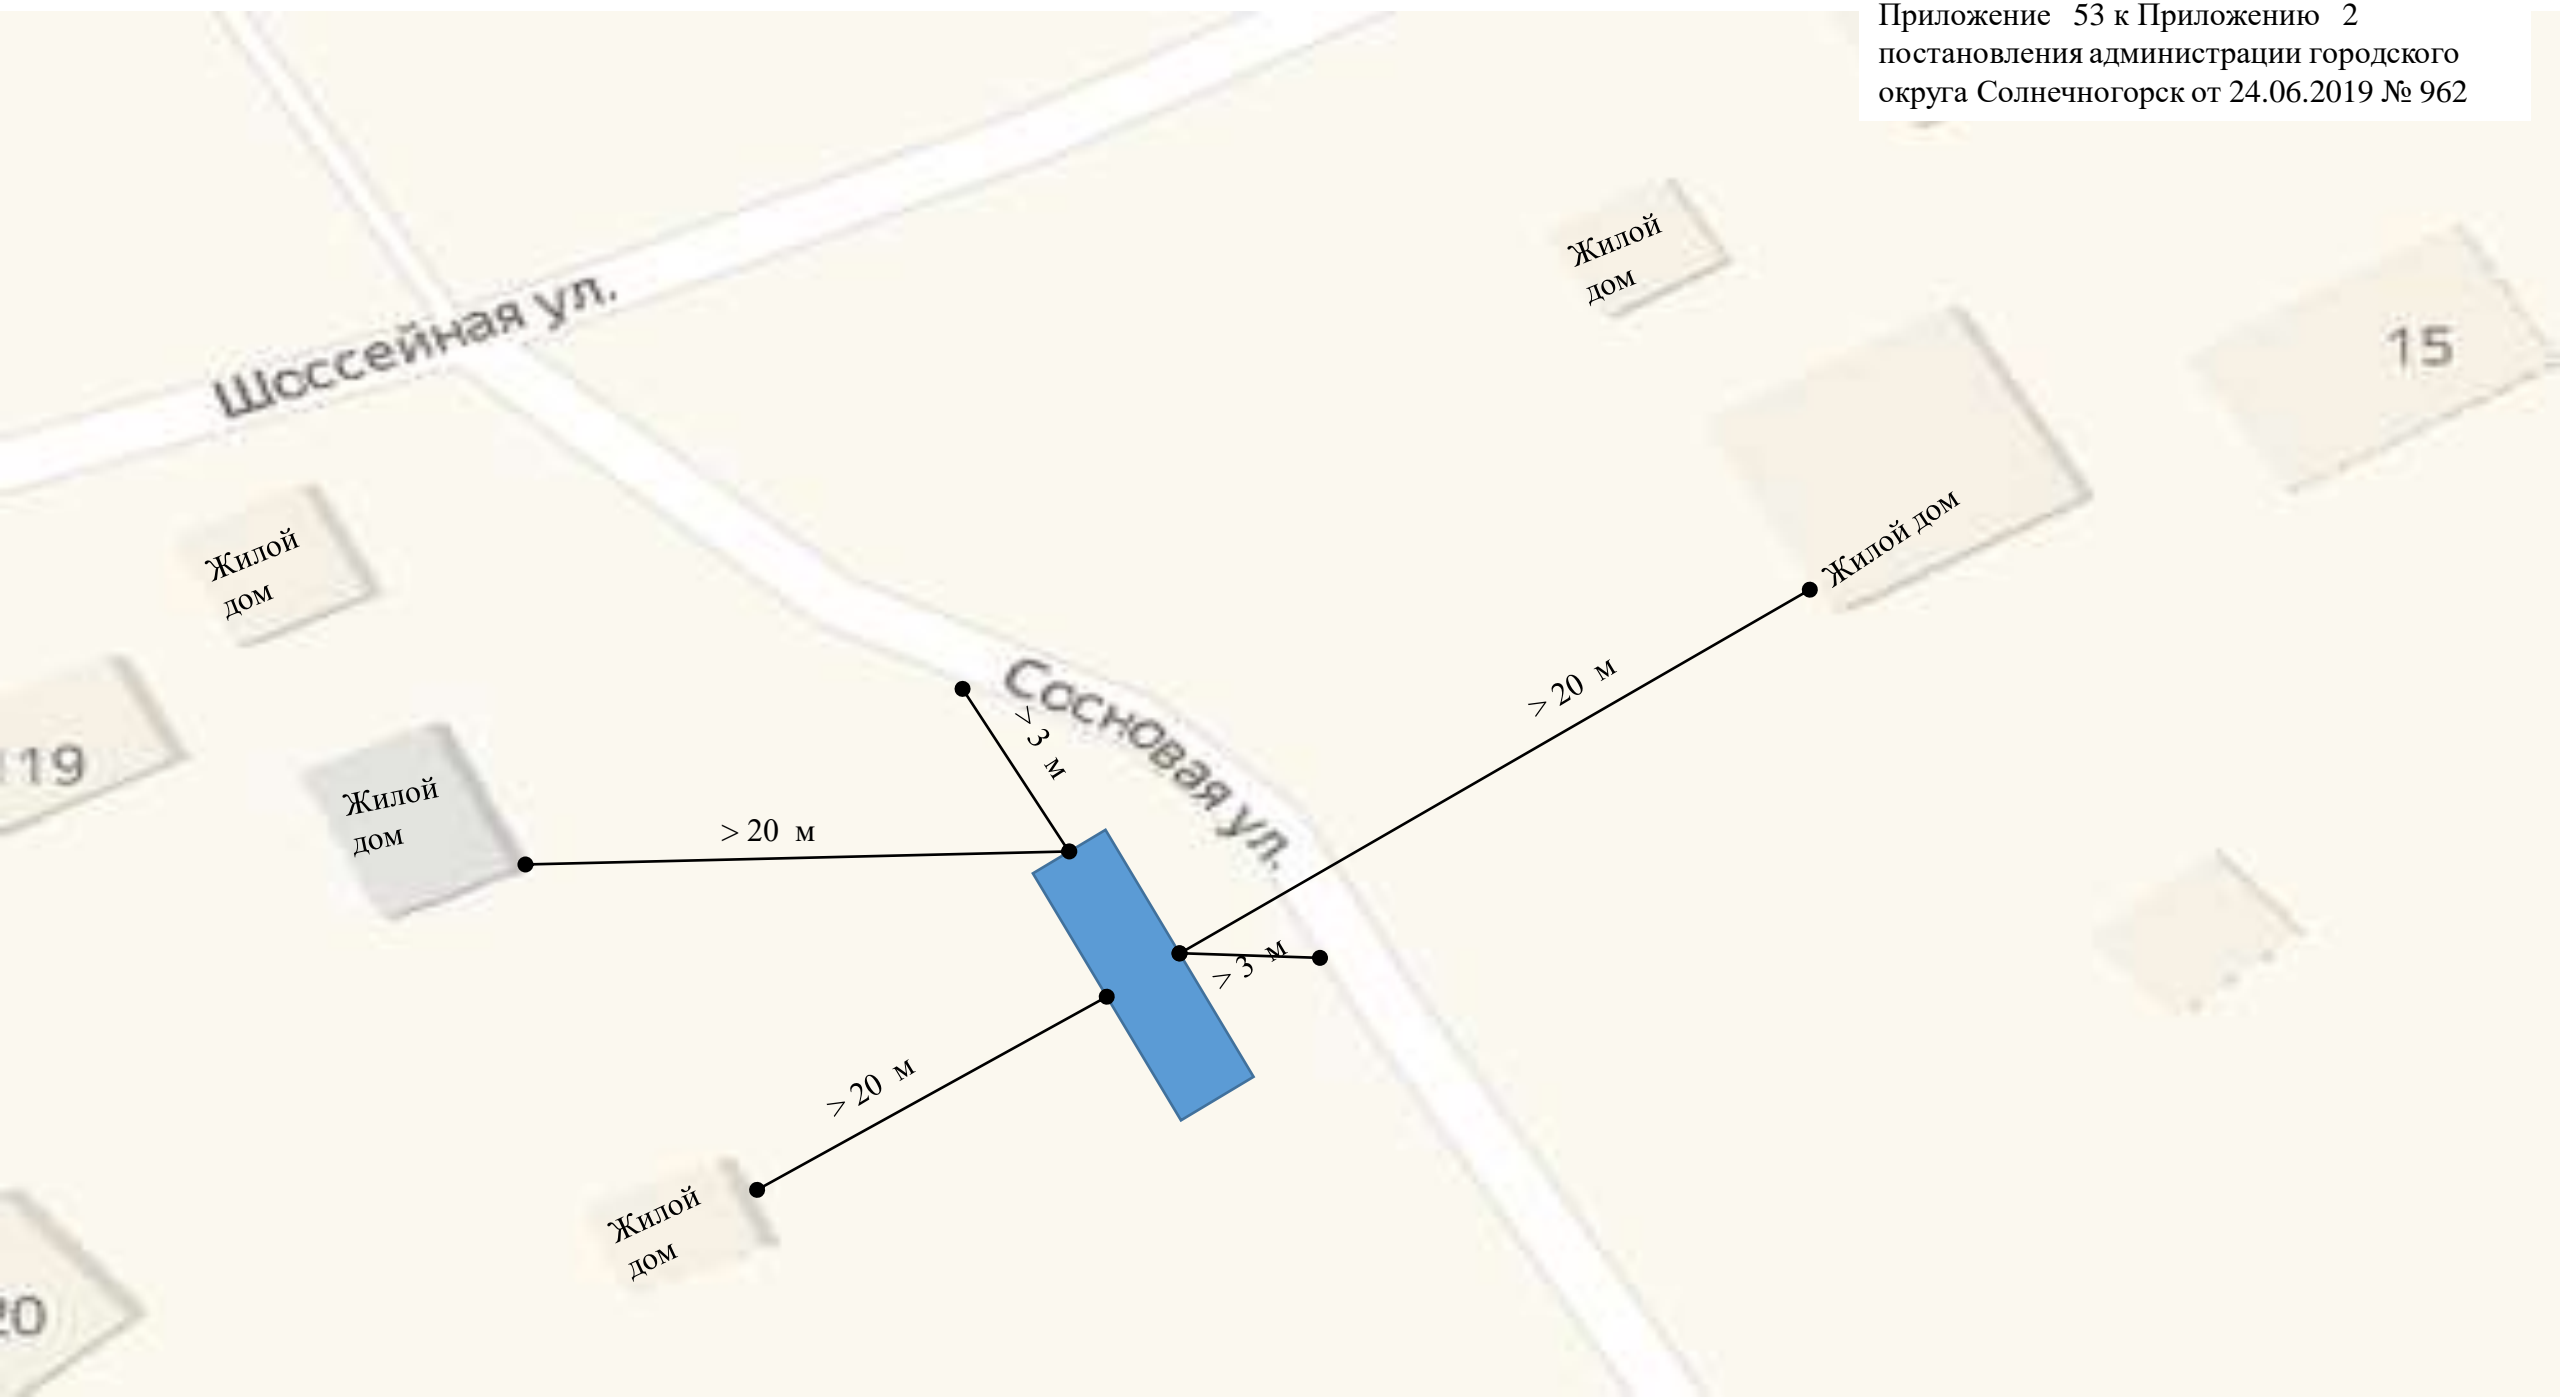 Приложение 53 к Приложению 2
постановления администрации городского
округа Солнечногорск от 24.06.2019 № 962
Жилой
дом
Шоссейная ул.
15
Жилой дом
Жилой
дом
> 20 м
Сосновая ул.
> 3 м
119
Жилой
дом
> 20 м
> 3 м
> 20 м
Жилой
дом
20